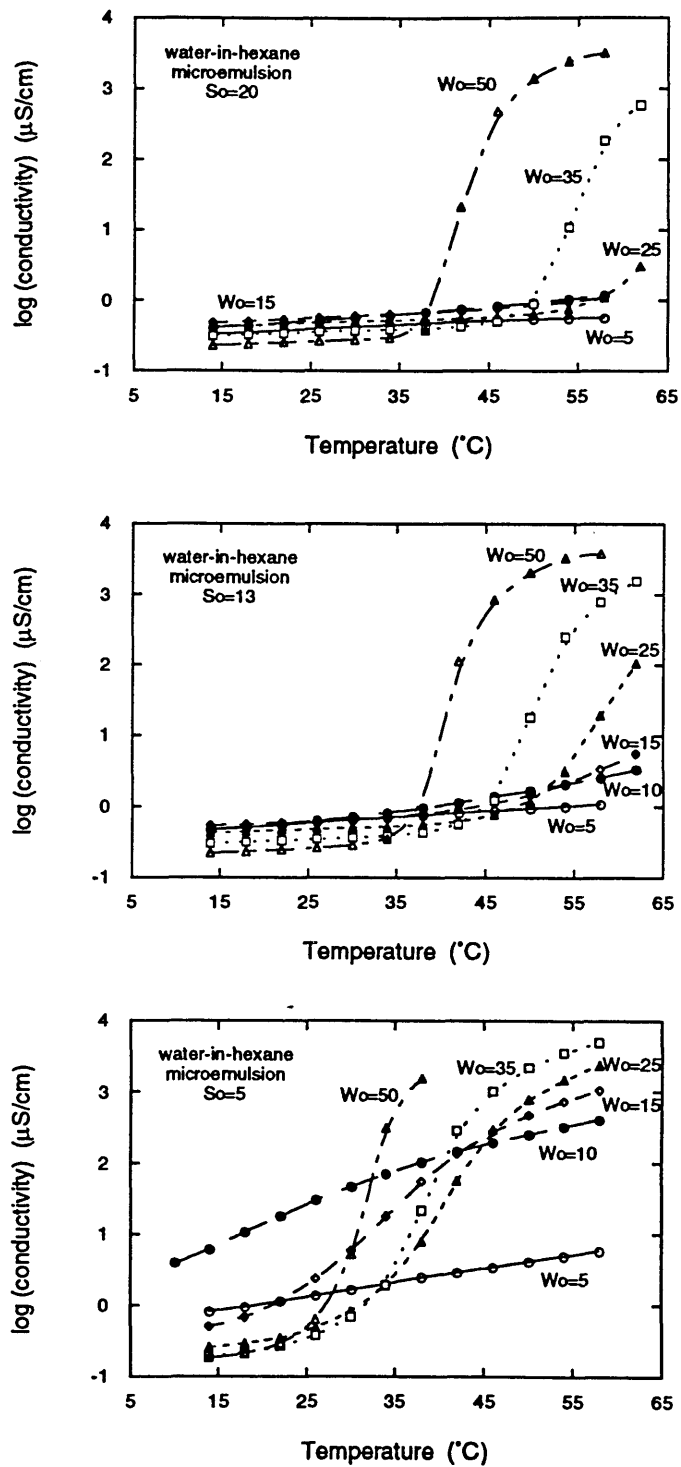 4
3
2
1
0
-1
log (conductivity) (μS/cm)
water-in-hexane
microemulsion
So=20
Wo=50
Wo=35
Wo=25
Wo=15
Wo=5
5
15
25
35
45
55
65
Temperature (°C)
4
3
2
1
0
-1
log (conductivity) (μS/cm)
water-in-hexane
microemulsion
So=13
Wo=50
Wo=35
Wo=25
Wo=15
Wo=10
Wo=5
5
15
25
35
45
55
65
Temperature (°C)
4
3
2
1
0
-1
log (conductivity) (μS/cm)
water-in-hexane
microemulsion
So=5
Wo=50
Wo=35
Wo=25
Wo=15
Wo=10
Wo=5
5
15
25
35
45
55
65
Temperature (°C)